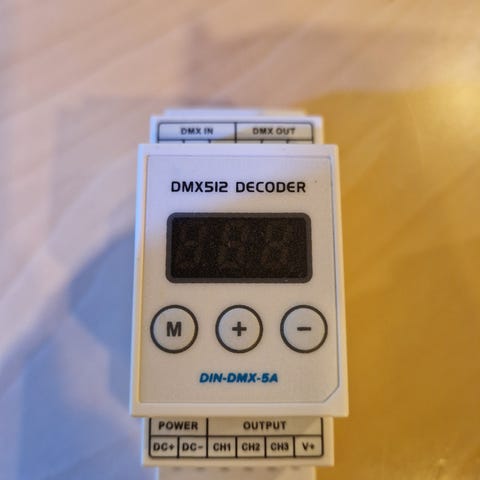 DMX IN DMX OUT
DMX512 DECODER
M + −
DIN-DMX-5A
POWER OUTPUT
DC+ DC− CH1 CH2 CH3 V+